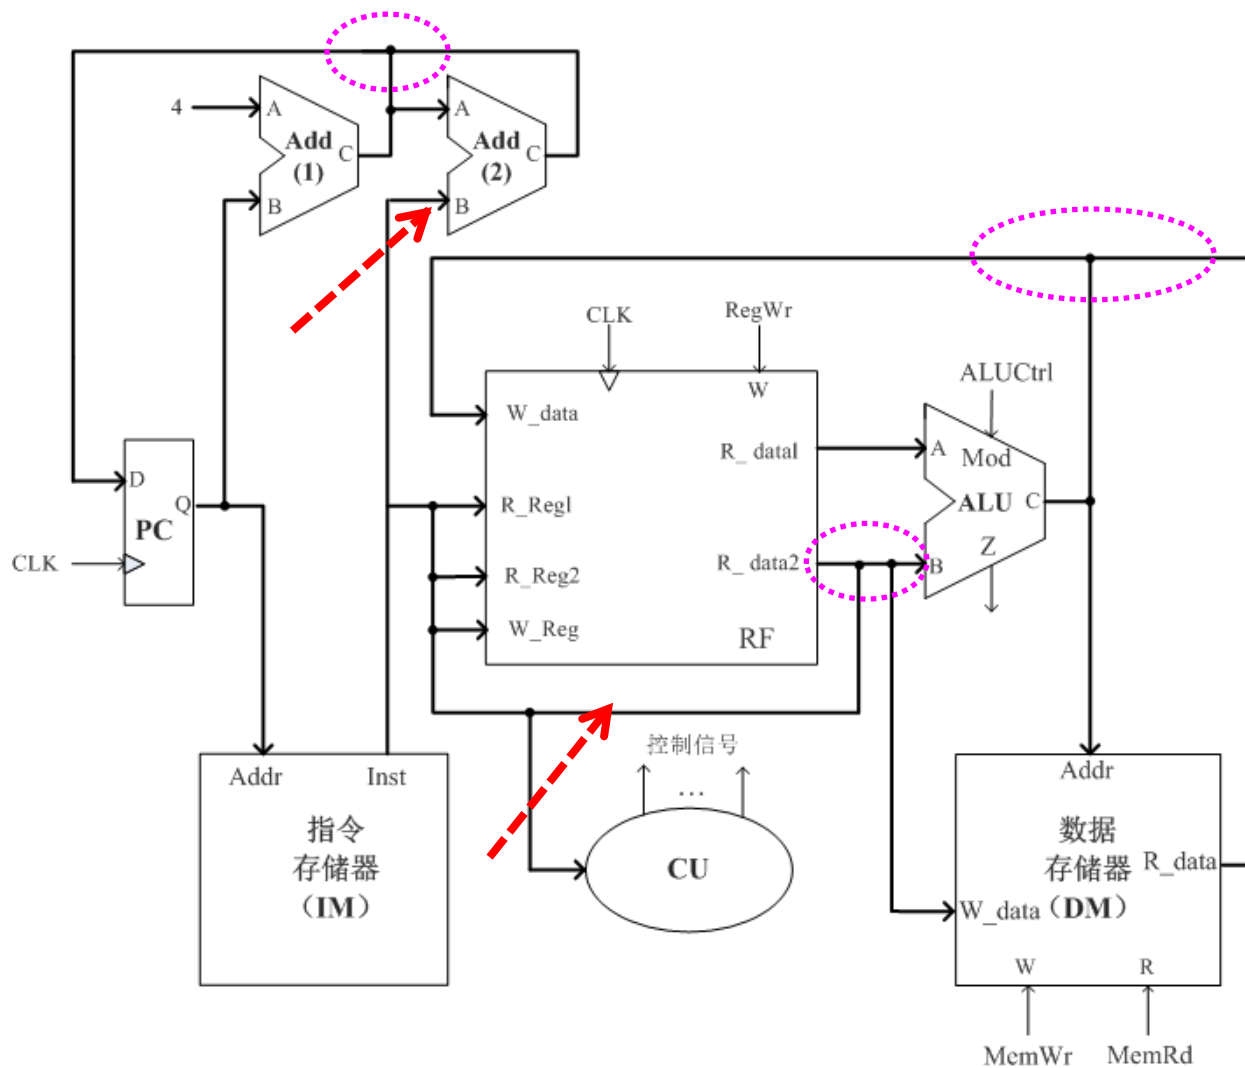 4
A
Add
(1)
C
B
A
Add
(2)
C
B
CLK
RegWr
ALUCtrl
W_data
W
R_data1
A
Mod
ALU
C
D
Q
PC
R_Reg1
CLK
R_Reg2
R_data2
B
Z
W_Reg
RF
控制信号
...
Addr
Inst
Addr
指令
存储器
（IM）
CU
数据
存储器
R_data
W_data
（DM）
W
R
MemWr
MemRd